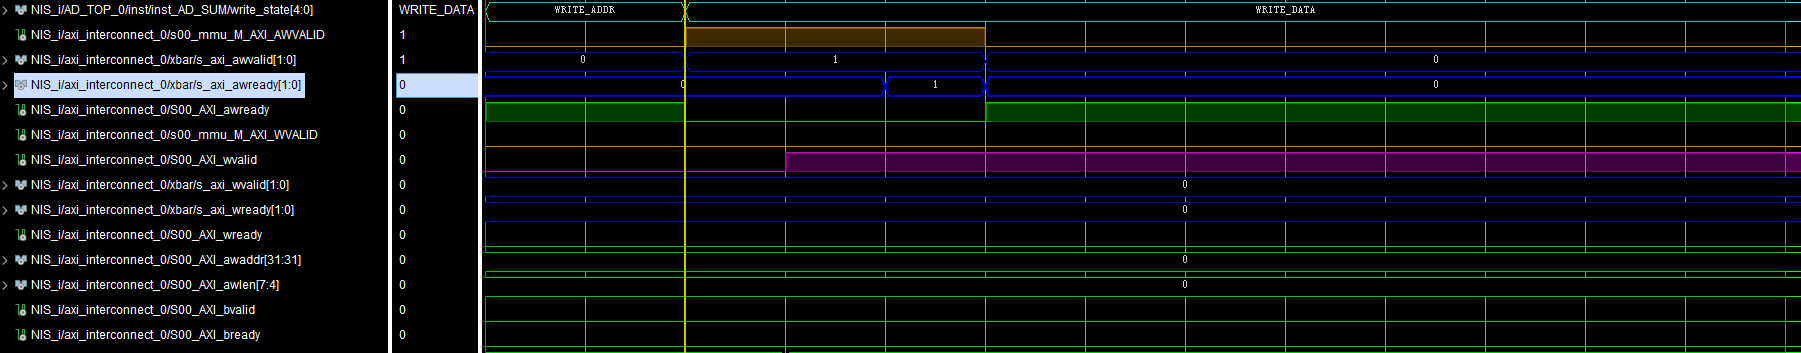 NIS_i/AD_TOP_0/inst/inst_AD_SUM/write_state[4:0] WRITE_DATA WRITE_ADDR WRITE_DATA
NIS_i/axi_interconnect_0/s00_mmu_M_AXI_AWVALID 1
NIS_i/axi_interconnect_0/xbar/s_axi_awvalid[1:0] 1 0 1 0
NIS_i/axi_interconnect_0/xbar/s_axi_awready[1:0] 0 0 1 0
NIS_i/axi_interconnect_0/S00_AXI_awready 0
NIS_i/axi_interconnect_0/s00_mmu_M_AXI_WVALID 0
NIS_i/axi_interconnect_0/S00_AXI_wvalid 0
NIS_i/axi_interconnect_0/xbar/s_axi_wvalid[1:0] 0 0
NIS_i/axi_interconnect_0/xbar/s_axi_wready[1:0] 0 0
NIS_i/axi_interconnect_0/S00_AXI_wready 0
NIS_i/axi_interconnect_0/S00_AXI_awaddr[31:31] 0 0
NIS_i/axi_interconnect_0/S00_AXI_awlen[7:4] 0 0
NIS_i/axi_interconnect_0/S00_AXI_bvalid 0
NIS_i/axi_interconnect_0/S00_AXI_bready 0